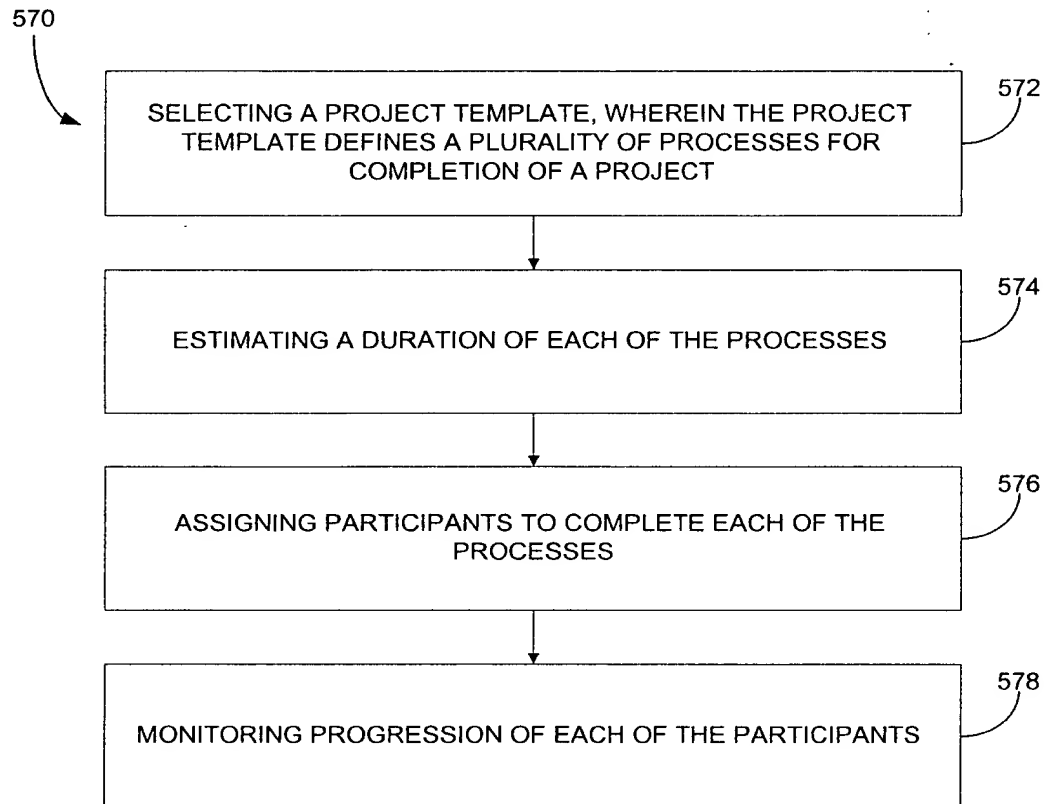 570
SELECTING A PROJECT TEMPLATE, WHEREIN THE PROJECT
TEMPLATE DEFINES A PLURALITY OF PROCESSES FOR
COMPLETION OF A PROJECT
572
ESTIMATING A DURATION OF EACH OF THE PROCESSES
574
ASSIGNING PARTICIPANTS TO COMPLETE EACH OF THE
PROCESSES
576
MONITORING PROGRESSION OF EACH OF THE PARTICIPANTS
578